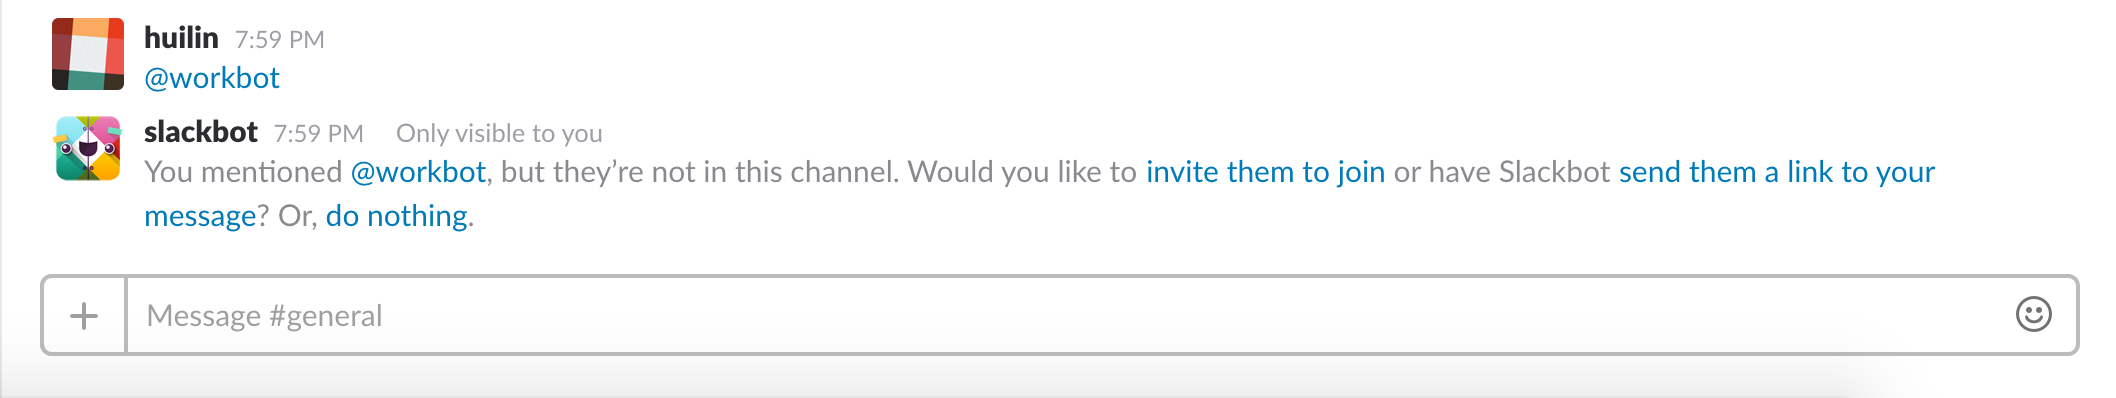 huilin 7:59 PM
@workbot
slackbot 7:59 PM Only visible to you
You mentioned @workbot, but they’re not in this channel. Would you like to invite them to join or have Slackbot send them a link to your
message? Or, do nothing.
Message #general